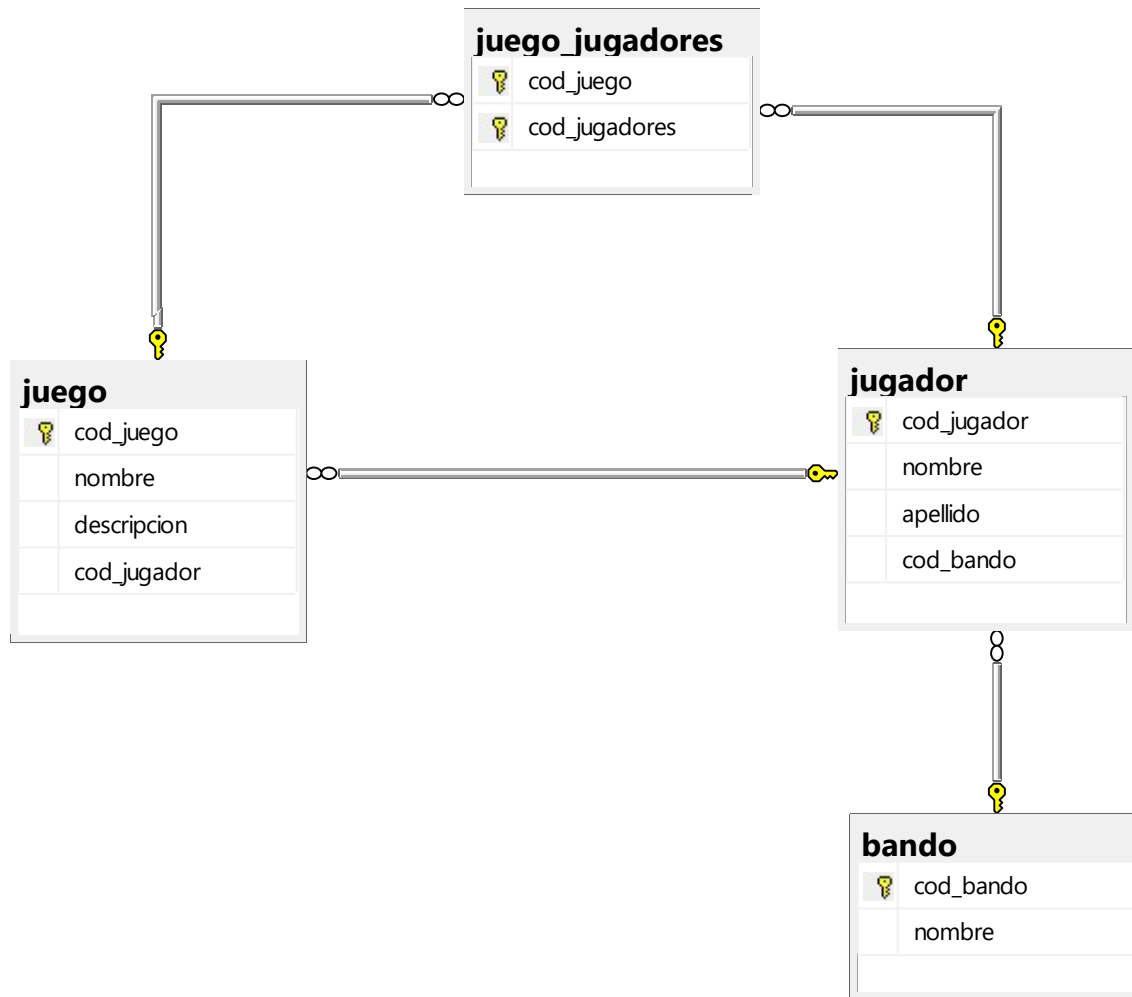 juego_jugadores
cod_juego
cod_jugadores
juego
cod_juego
nombre
descripcion
cod_jugador
jugador
cod_jugador
nombre
apellido
cod_bando
bando
cod_bando
nombre